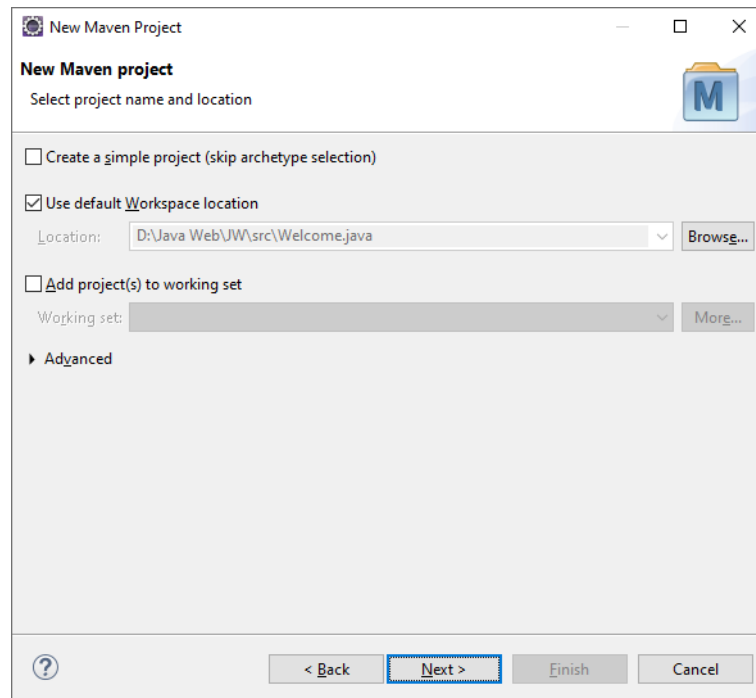 New Maven Project
New Maven project
Select project name and location
M
Create a simple project (skip archetype selection)
Use default Workspace location
Location: D:\Java Web\JW\src\Welcome.java Browse...
Add project(s) to working set
Working set: More...
Advanced
? < Back Next > Finish Cancel